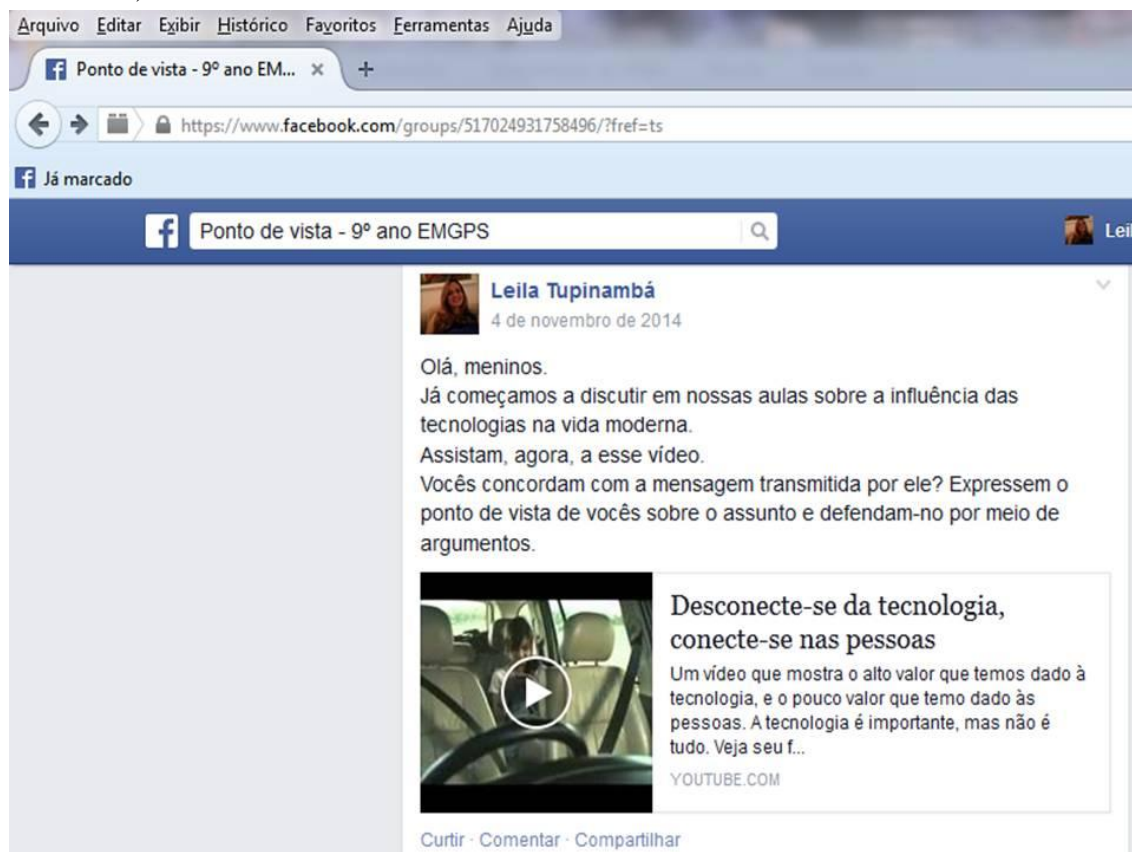 Arquivo Editar Exibir Histórico Favoritos Ferramentas Ajuda
Ponto de vista - 9º ano EM... × +
https://www.facebook.com/groups/517024931758496/?fref=ts
Já marcado
Ponto de vista - 9º ano EMGPS
Leil
Leila Tupinambá
4 de novembro de 2014
Olá, meninos.
Já começamos a discutir em nossas aulas sobre a influência das
tecnologias na vida moderna.
Assistam, agora, a esse vídeo.
Vocês concordam com a mensagem transmitida por ele? Expressem o
ponto de vista de vocês sobre o assunto e defendam-no por meio de
argumentos.
Desconecte-se da tecnologia,
conecte-se nas pessoas
Um vídeo que mostra o alto valor que temos dado à
tecnologia, e o pouco valor que temo dado às
pessoas. A tecnologia é importante, mas não é
tudo. Veja seu f...
YOUTUBE.COM
Curtir · Comentar · Compartilhar